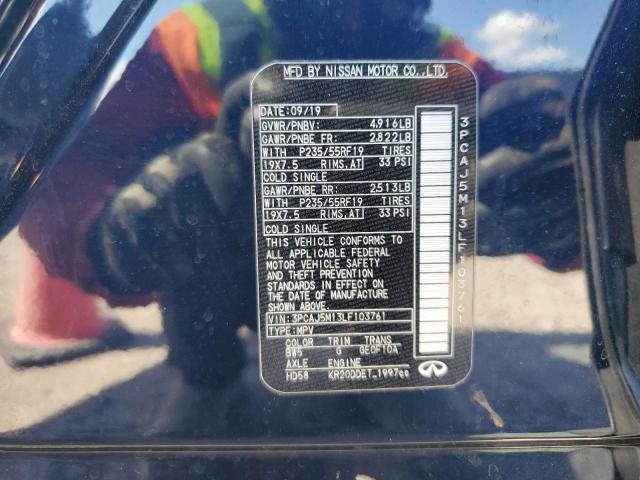 MFD BY NISSAN MOTOR CO.,LTD.
DATE: 09/19
GVWR/PNBV: 4,916LB
GAWR/PNBE FR: 2,822LB
WITH P235/55RF19 TIRES
19X7.5 RIMS.AT 33 PSI
COLD SINGLE
GAWR/PNBE RR: 2,513LB
WITH P235/55RF19 TIRES
19X7.5 RIMS.AT 33 PSI
COLD SINGLE
THIS VEHICLE CONFORMS TO
ALL APPLICABLE FEDERAL
MOTOR VEHICLE SAFETY
AND THEFT PREVENTION
STANDARDS IN EFFECT ON
THE DATE OF MANUFACTURE
SHOWN ABOVE.
VIN: 3PCAJ5M13LF103761
TYPE: MPV
COLOR TRIM TRANS
BW5 G GEOF10A
AXLE ENGINE
HD58 KR20DDET 1997cc
3PCAJ5M13LF103761